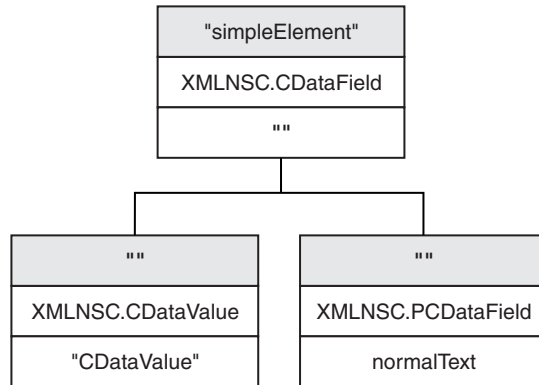 "simpleElement"
XMLNSC.CDataField
""
""
XMLNSC.CDataValue
"CDataValue"
""
XMLNSC.PCDataField
normalText